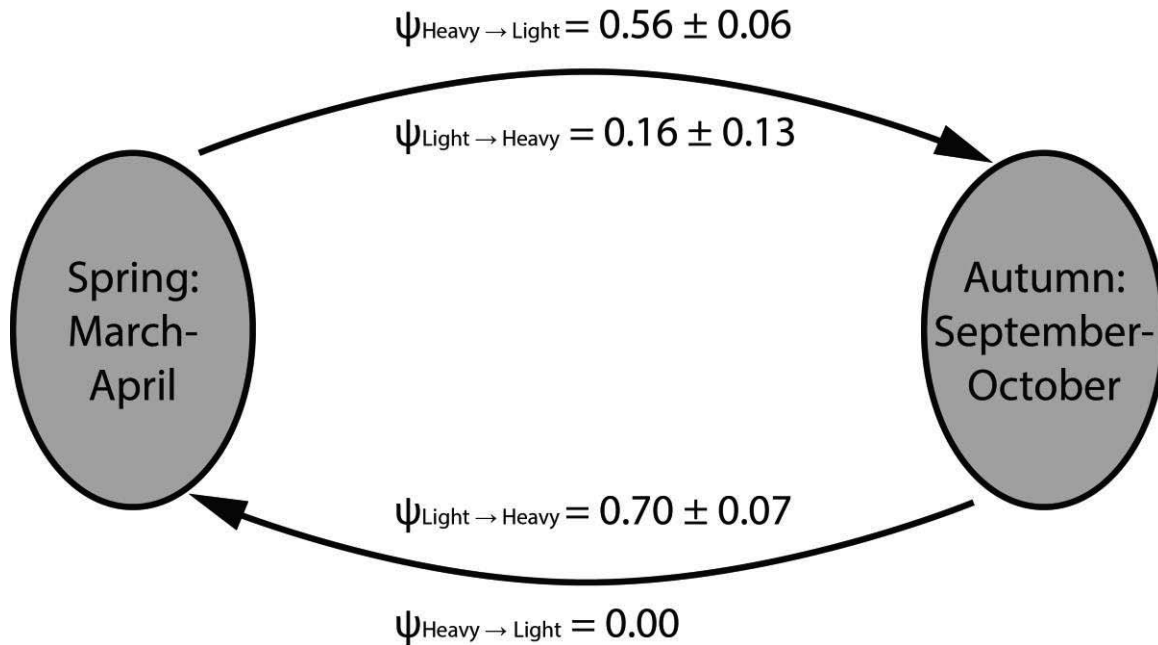 ψHeavy → Light = 0.56 ± 0.06
ψLight → Heavy = 0.16 ± 0.13
Spring:
March-
April
Autumn:
September-
October
ψLight → Heavy = 0.70 ± 0.07
ψHeavy → Light = 0.00